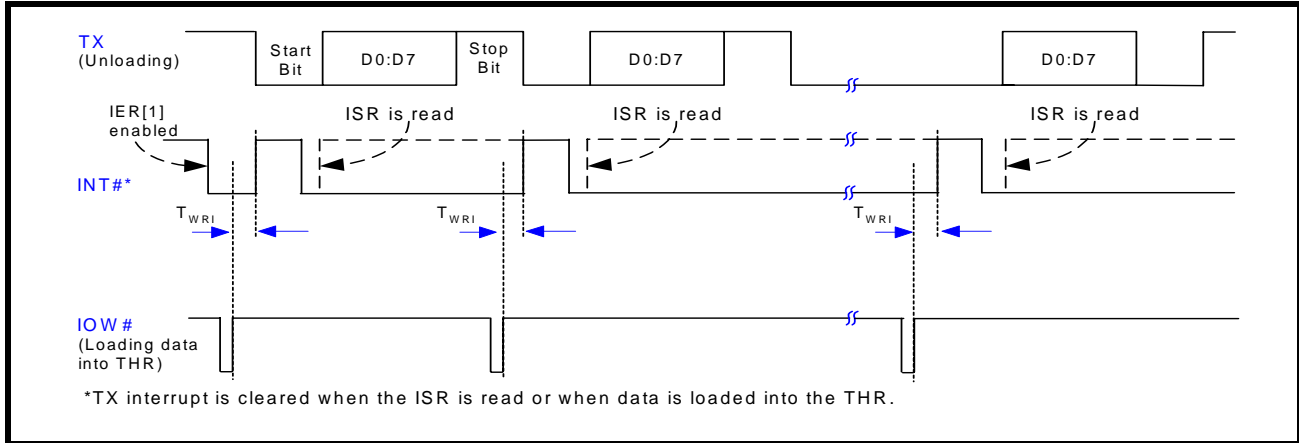 TX
(Unloading)
Start
Bit
D0:D7
Stop
Bit
D0:D7
D0:D7
IER[1]
enabled
ISR is read
ISR is read
ISR is read
INT#*
TWRI
TWRI
TWRI
IOW#
(Loading data
into THR)
*TX interrupt is cleared when the ISR is read or when data is loaded into the THR.